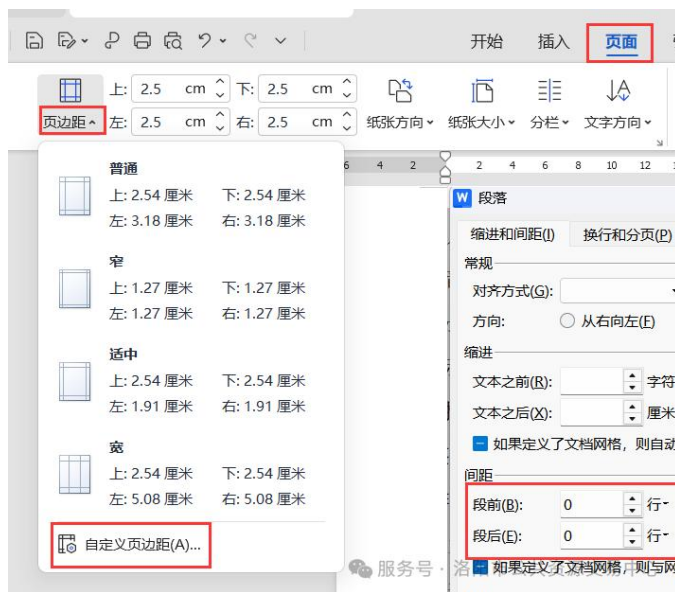 开始 插入 页面
上: 2.5 cm 下: 2.5 cm
页边距 左: 2.5 cm 右: 2.5 cm 纸张方向 纸张大小 分栏 文字方向
6 4 2 2 4 6 8 10 12
普通
上: 2.54 厘米 下: 2.54 厘米
左: 3.18 厘米 右: 3.18 厘米
窄
上: 1.27 厘米 下: 1.27 厘米
左: 1.27 厘米 右: 1.27 厘米
适中
上: 2.54 厘米 下: 2.54 厘米
左: 1.91 厘米 右: 1.91 厘米
宽
上: 2.54 厘米 下: 2.54 厘米
左: 5.08 厘米 右: 5.08 厘米
自定义页边距(A)...
W 段落
缩进和间距(I) 换行和分页(P)
常规
对齐方式(G):
方向: 从右向左(F)
缩进
文本之前(R): 字符
文本之后(X): 厘米
如果定义了文档网格，则自动
间距
段前(B): 0 行
段后(E): 0 行
如果定义了文档网格，则与网
服务号 · 洛